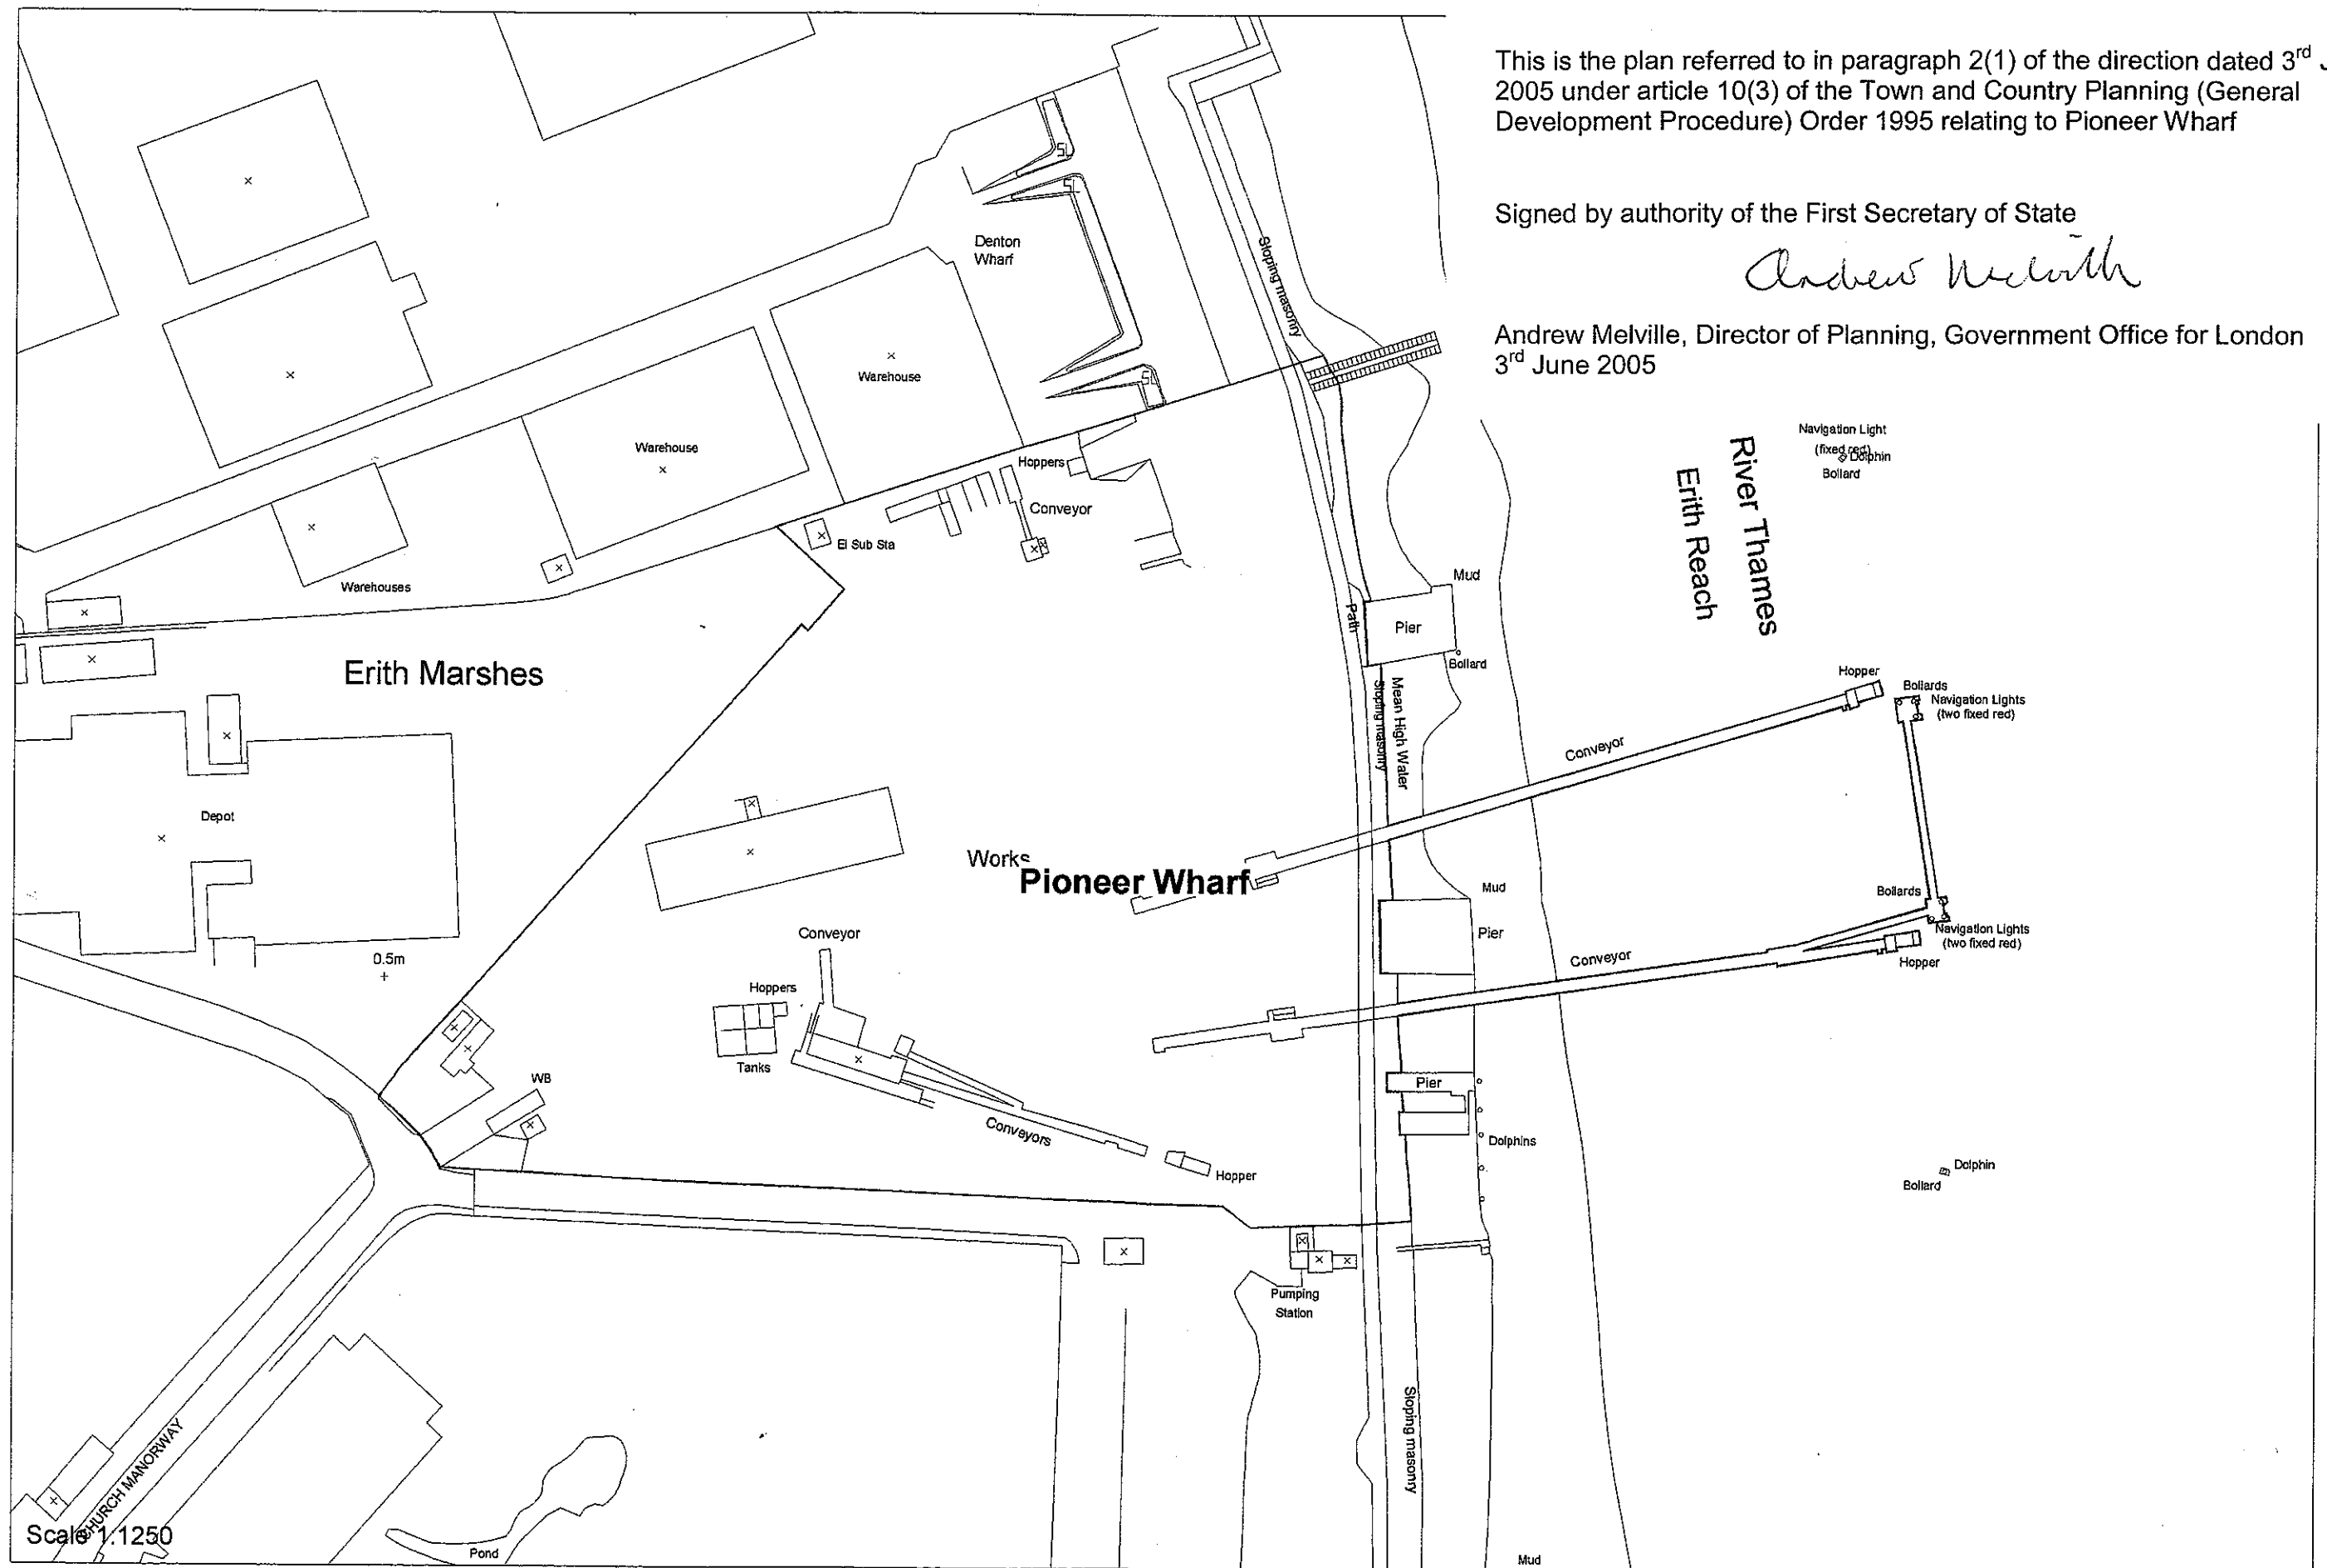 This is the plan referred to in paragraph 2(1) of the direction dated 3rd
2005 under article 10(3) of the Town and Country Planning (General
Development Procedure) Order 1995 relating to Pioneer Wharf
Signed by authority of the First Secretary of State
Andrew Melville
Andrew Melville, Director of Planning, Government Office for London
3rd June 2005
Denton
Wharf
SL
SL
SL
Sloping masonry
Warehouse
Warehouse
Hoppers
Conveyor
El Sub Sta
Warehouses
Navigation Light
(fixed red)
Dolphin
Bollard
River Thames
Erith Reach
Mud
Path
Pier
Bollard
Erith Marshes
Sloping masonry
Mean High Water
Hopper
Bollards
Navigation Lights
(two fixed red)
Conveyor
Depot
Works
Pioneer Wharf
Mud
Bollards
Pier
Navigation Lights
(two fixed red)
Conveyor
Hopper
Conveyor
0.5m
Hoppers
Tanks
WB
Pier
Conveyors
Dolphins
Hopper
Dolphin
Bollard
Pumping
Station
Sloping masonry
CHURCH MANORWAY
Scale 1:1250
Pond
Mud